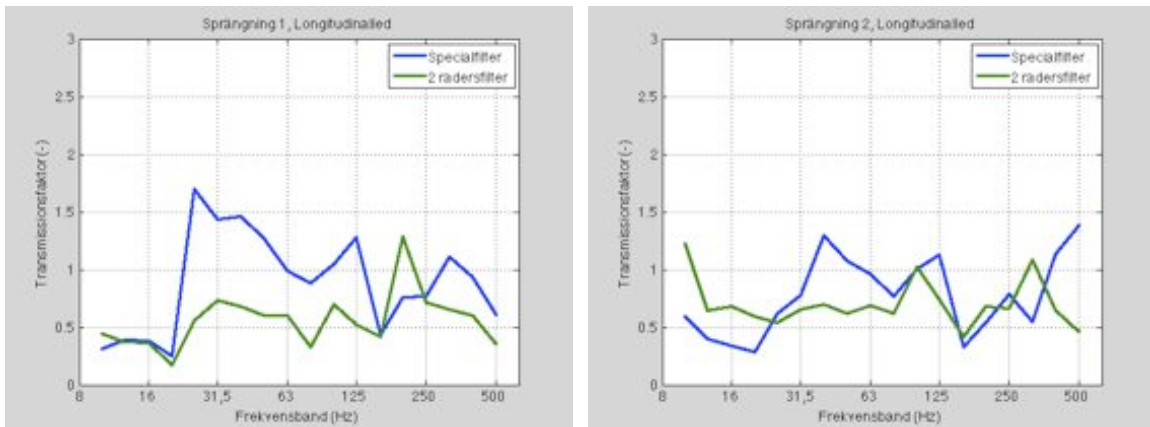 Sprängning 1, Longitudinalled
3
2.5
2
1.5
1
0.5
0
Transmissionsfaktor (-)
Specialfilter
2 radersfilter
8 16 31,5 63 125 250 500
Frekvensband (Hz)
Sprängning 2, Longitudinalled
3
2.5
2
1.5
1
0.5
0
Transmissionsfaktor (-)
Specialfilter
2 radersfilter
8 16 31,5 63 125 250 500
Frekvensband (Hz)